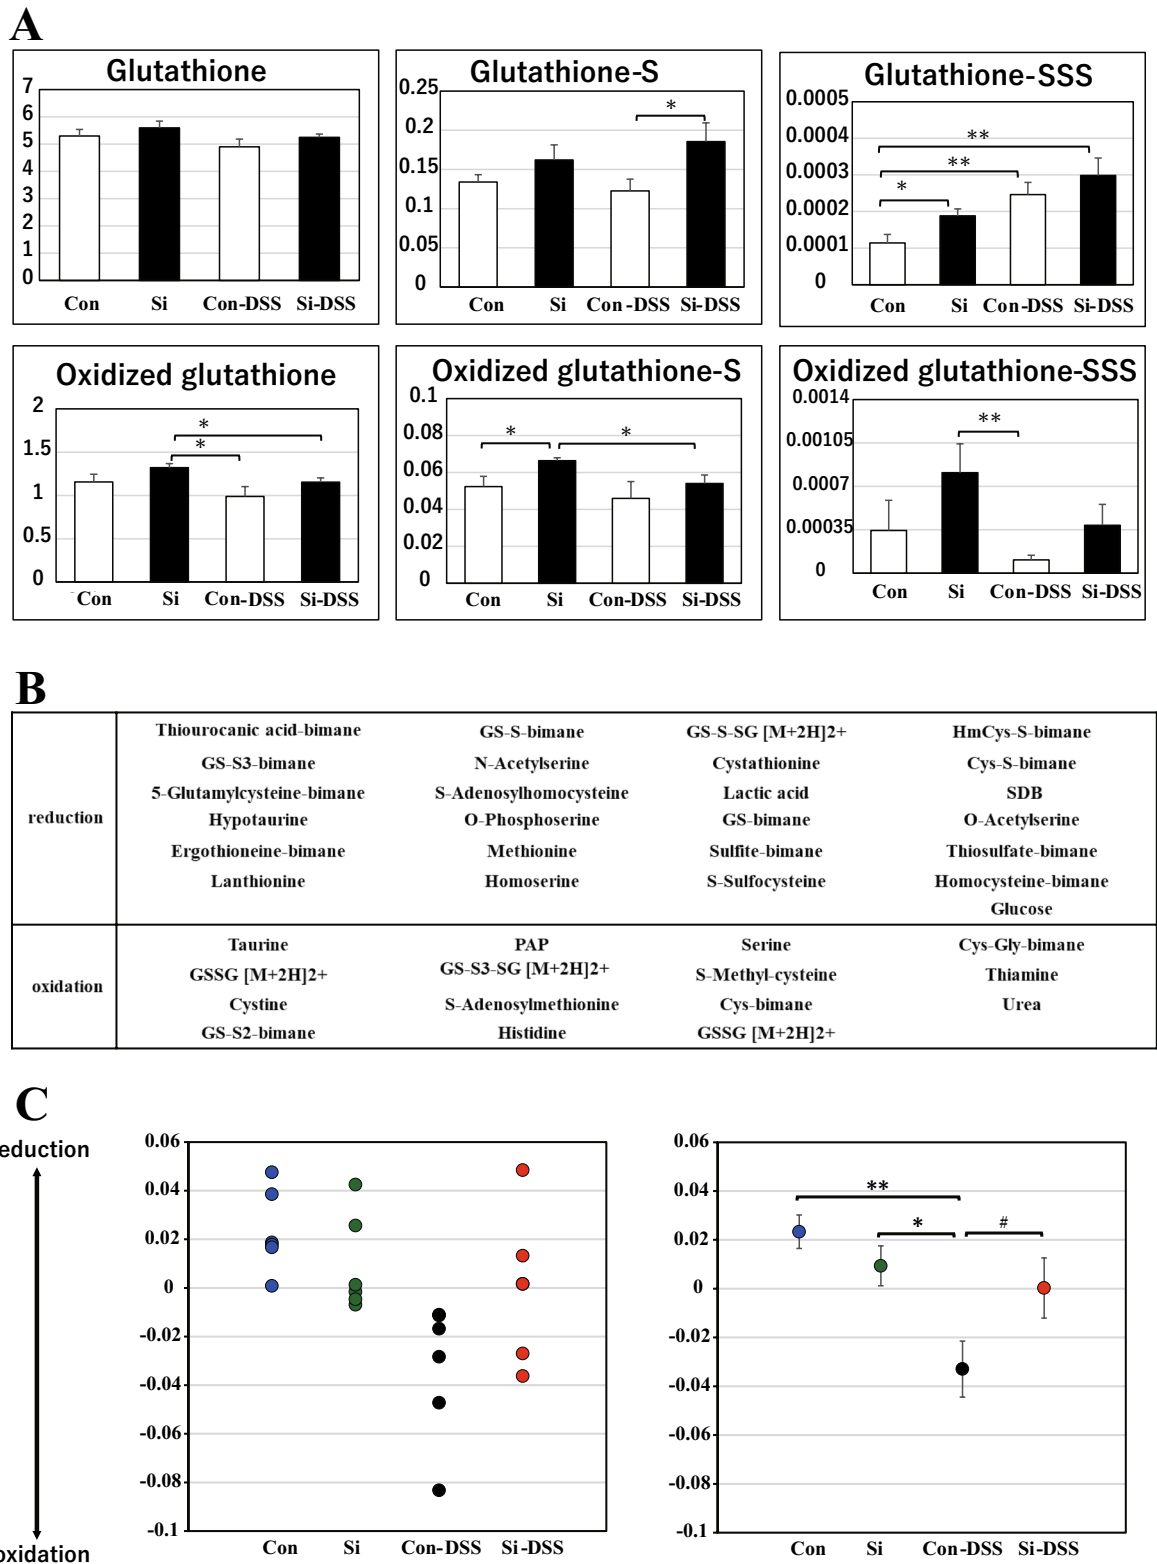 A
Glutathione
7
6
5
4
3
2
1
0
Con Si Con-DSS Si-DSS
Glutathione-S
0.25
0.2
0.15
0.1
0.05
0
*
Con Si Con-DSS Si-DSS
Glutathione-SSS
0.0005
0.0004
0.0003
0.0002
0.0001
0
**
**
*
Con Si Con-DSS Si-DSS
Oxidized glutathione
2
1.5
1
0.5
0
*
*
Con Si Con-DSS Si-DSS
Oxidized glutathione-S
0.1
0.08
0.06
0.04
0.02
0
* *
Con Si Con-DSS Si-DSS
Oxidized glutathione-SSS
0.0014
0.00105
0.0007
0.00035
0
**
Con Si Con-DSS Si-DSS
B
reduction
Thiourocanic acid-bimane GS-S-bimane GS-S-SG [M+2H]2+ HmCys-S-bimane
GS-S3-bimane N-Acetylserine Cystathionine Cys-S-bimane
5-Glutamylcysteine-bimane S-Adenosylhomocysteine Lactic acid SDB
Hypotaurine O-Phosphoserine GS-bimane O-Acetylserine
Ergothioneine-bimane Methionine Sulfite-bimane Thiosulfate-bimane
Lanthionine Homoserine S-Sulfocysteine Homocysteine-bimane
Glucose
oxidation
Taurine PAP Serine Cys-Gly-bimane
GSSG [M+2H]2+ GS-S3-SG [M+2H]2+ S-Methyl-cysteine Thiamine
Cystine S-Adenosylmethionine Cys-bimane Urea
GS-S2-bimane Histidine GSSG [M+2H]2+
C
eduction
oxidation
0.06
0.04
0.02
0
-0.02
-0.04
-0.06
-0.08
-0.1
Con Si Con-DSS Si-DSS
0.06
0.04
0.02
0
-0.02
-0.04
-0.06
-0.08
-0.1
**
* #
Con Si Con-DSS Si-DSS